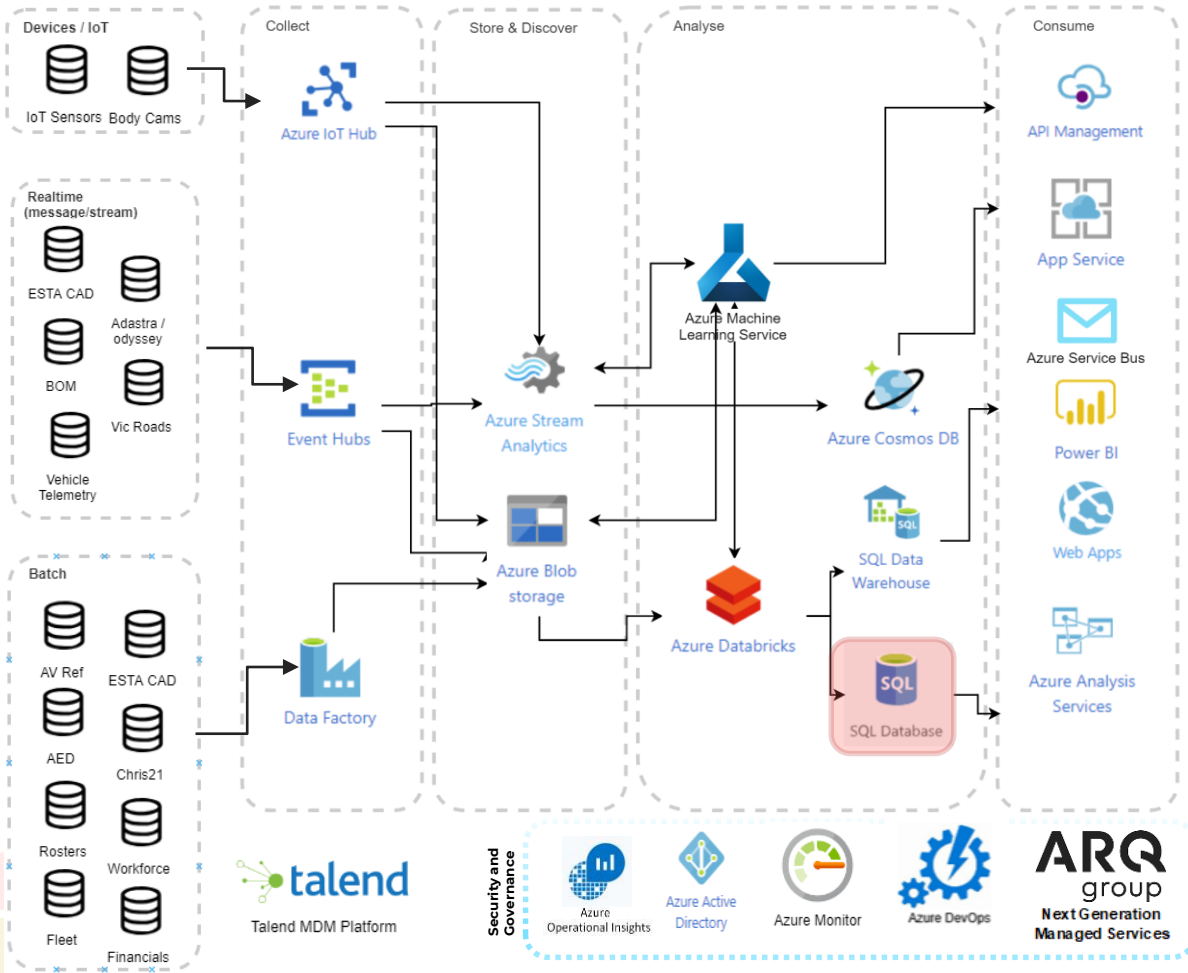 Devices / IoT
IoT Sensors
Body Cams
Realtime
(message/stream)
ESTA CAD
Adastra /
odyssey
BOM
Vic Roads
Vehicle
Telemetry
Batch
AV Ref
ESTA CAD
AED
Chris21
Rosters
Workforce
Fleet
Financials
Collect
Azure IoT Hub
Event Hubs
Data Factory
Store & Discover
Azure Stream
Analytics
Azure Blob
storage
Analyse
Azure Machine
Learning Service
Azure Cosmos DB
SQL
SQL Data
Warehouse
Azure Databricks
SQL
SQL Database
Consume
API Management
App Service
Azure Service Bus
Power BI
Web Apps
Azure Analysis
Services
talend
Talend MDM Platform
Security and
Governance
Azure
Operational Insights
Azure Active
Directory
Azure Monitor
Azure DevOps
ARQ
group
Next Generation
Managed Services